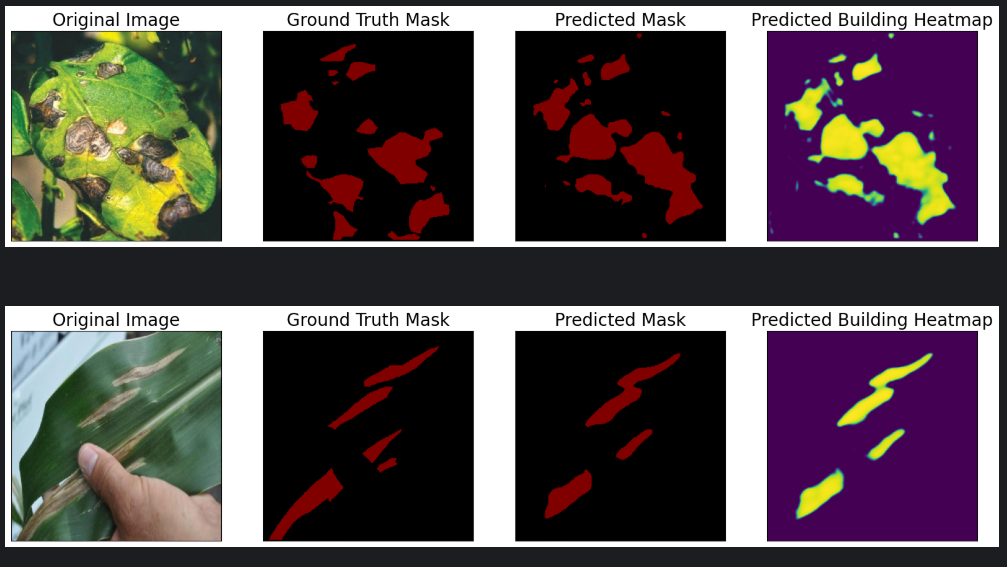 Original Image
Ground Truth Mask
Predicted Mask
Predicted Building Heatmap
Original Image
Ground Truth Mask
Predicted Mask
Predicted Building Heatmap